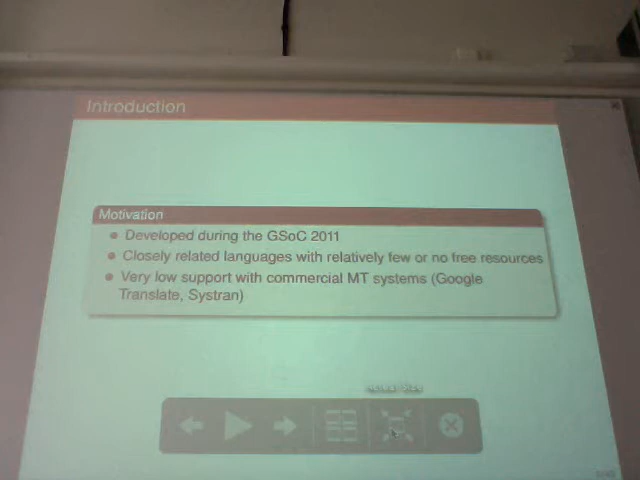 Introduction
Motivation
Developed during the GSoC 2011
Closely related languages with relatively few or no free resources
Very low support with commercial MT systems (Google
Translate, Systran)